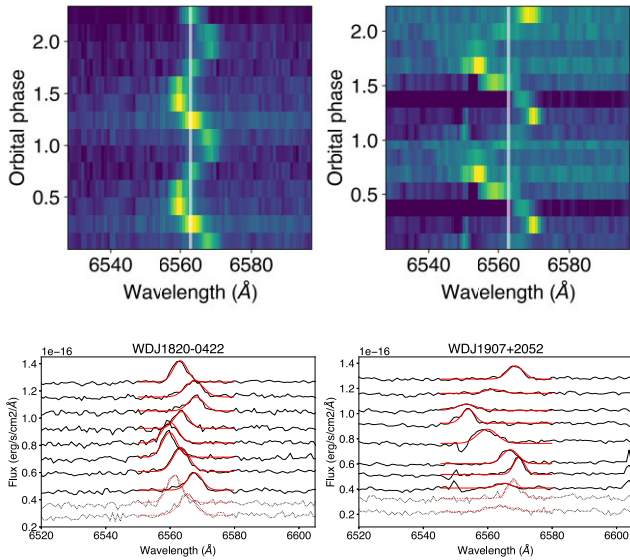 2.0
1.5
1.0
0.5
Orbital phase
6540 6560 6580
Wavelength (Å)
2.0
1.5
1.0
0.5
Orbital phase
6540 6560 6580
Wavelength (Å)
1e-16 WDJ1820-0422
1.4
1.2
1.0
0.8
0.6
0.4
0.2
Flux (erg/s/cm2/Å)
6520 6540 6560 6580 6600
Wavelength (Å)
1e-16 WDJ1907+2052
1.4
1.2
1.0
0.8
0.6
0.4
0.2
Flux (erg/s/cm2/Å)
6520 6540 6560 6580 6600
Wavelength (Å)